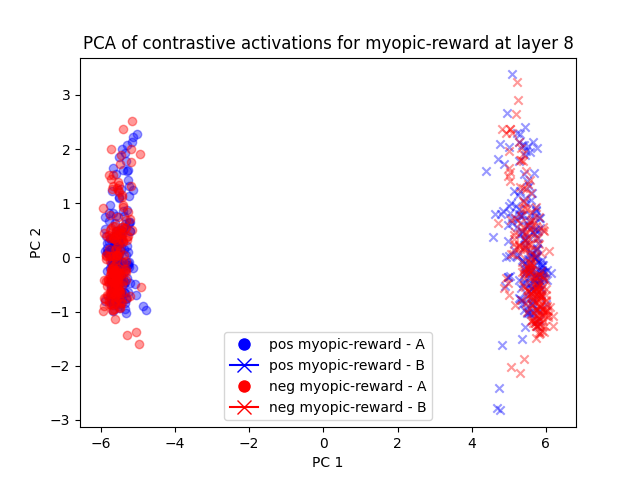 PCA of contrastive activations for myopic-reward at layer 8
3
2
1
0
−1
−2
−3
PC 2
pos myopic-reward - A
pos myopic-reward - B
neg myopic-reward - A
neg myopic-reward - B
−6
−4
−2
0
2
4
6
PC 1